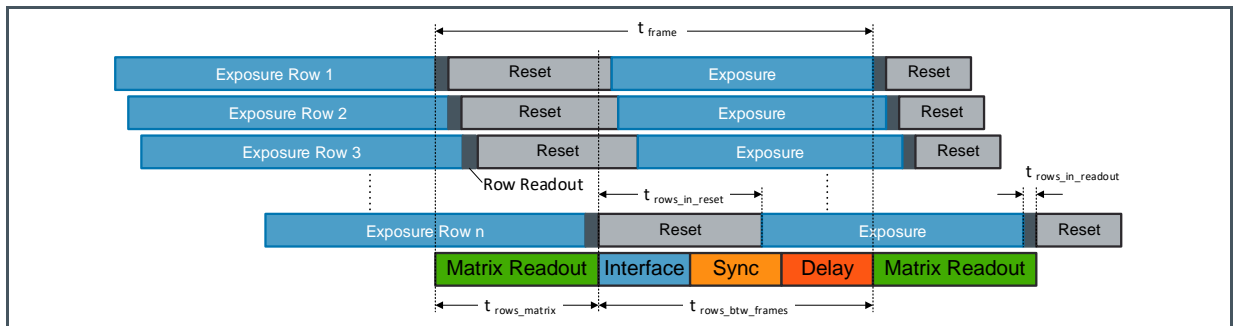 t frame
Exposure Row 1 Reset Exposure Reset
Exposure Row 2 Reset Exposure Reset
Exposure Row 3 Reset Exposure Reset
Row Readout
t rows_in_reset
t rows_in_readout
Exposure Row n Reset Exposure Reset
Matrix Readout Interface Sync Delay Matrix Readout
t rows_matrix t rows_btw_frames